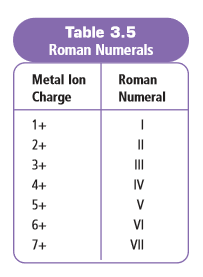 Table 3.5
Roman Numerals
Metal Ion Charge Roman Numeral
1+ I
2+ II
3+ III
4+ IV
5+ V
6+ VI
7+ VII